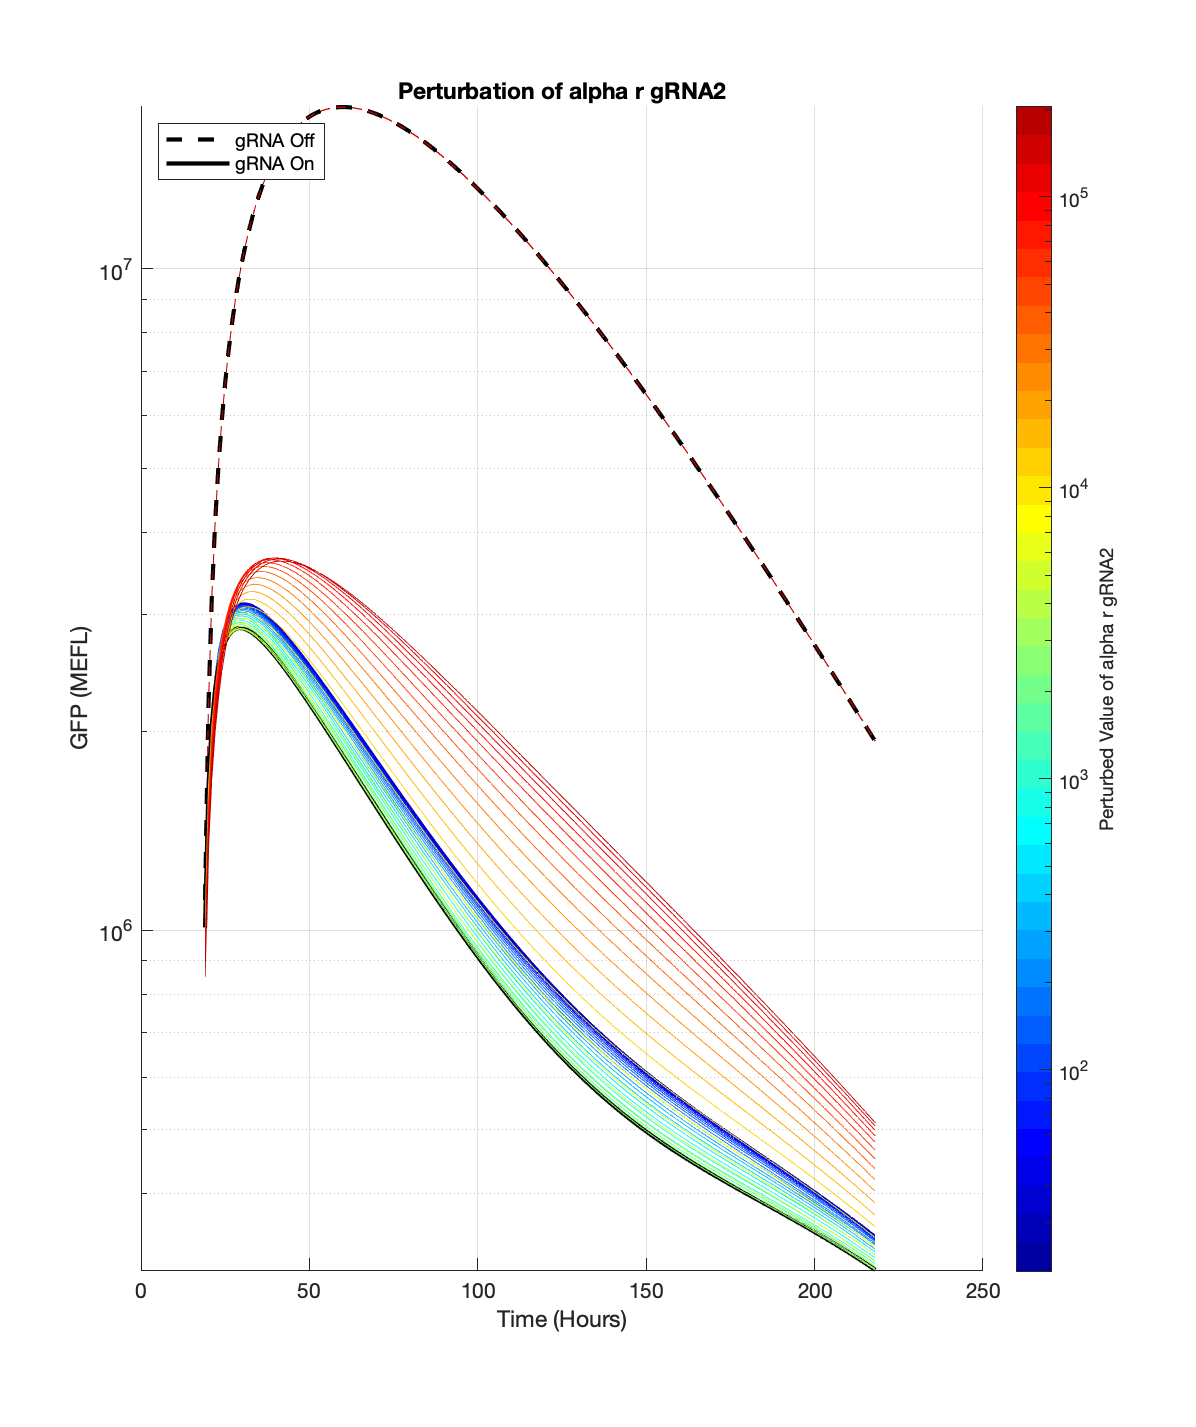 Perturbation of alpha r gRNA2
gRNA Off
gRNA On
10^7
10^6
GFP (MEFL)
0
50
100
150
200
250
Time (Hours)
10^5
10^4
10^3
10^2
Perturbed Value of alpha r gRNA2